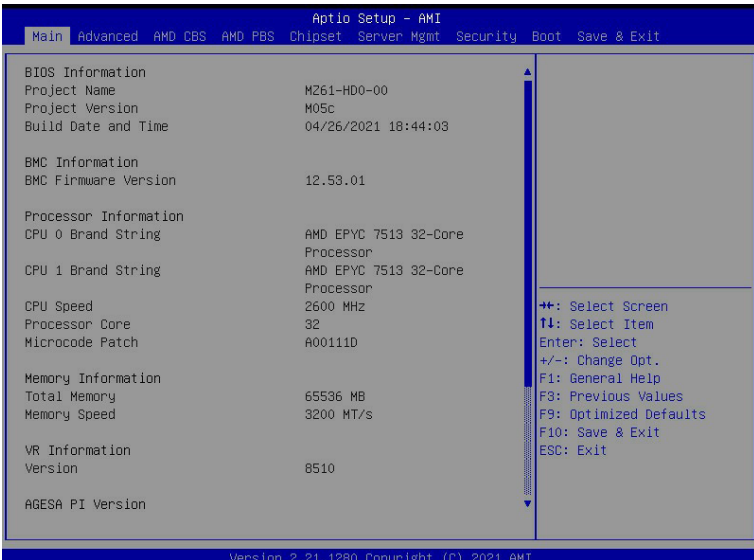 Aptio Setup - AMI
Main Advanced AMD CBS AMD PBS Chipset Server Mgmt Security Boot Save & Exit
BIOS Information
Project Name MZ61-HD0-00
Project Version M05c
Build Date and Time 04/26/2021 18:44:03
BMC Information
BMC Firmware Version 12.53.01
Processor Information
CPU 0 Brand String AMD EPYC 7513 32-Core
Processor
CPU 1 Brand String AMD EPYC 7513 32-Core
Processor
CPU Speed 2600 MHz
Processor Core 32
Microcode Patch A00111D
Memory Information
Total Memory 65536 MB
Memory Speed 3200 MT/s
VR Information
Version 8510
AGESA PI Version
→←: Select Screen
↑↓: Select Item
Enter: Select
+/-: Change Opt.
F1: General Help
F3: Previous Values
F9: Optimized Defaults
F10: Save & Exit
ESC: Exit
Version 2.21.1280 Copyright (C) 2021 AMI